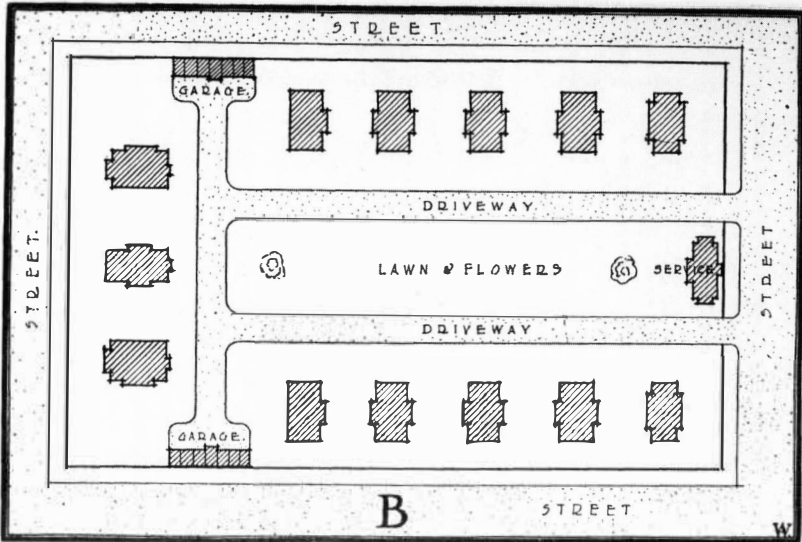 STREET
GARAGE.
DRIVEWAY
STREET.
LAWN & FLOWERS
SERVICE
STREET
DRIVEWAY
GARAGE.
B
STREET
W.